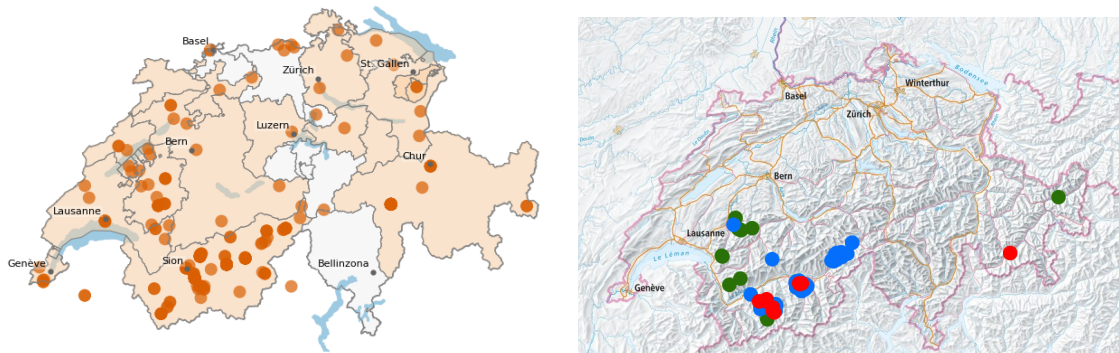 Basel
Zürich
St. Gallen
Luzern
Bern
Chur
Lausanne
Genève
Sion
Bellinzona
Bodensee
Winterthur
Basel
Zürich
Bern
Lausanne
Le Léman
Genève